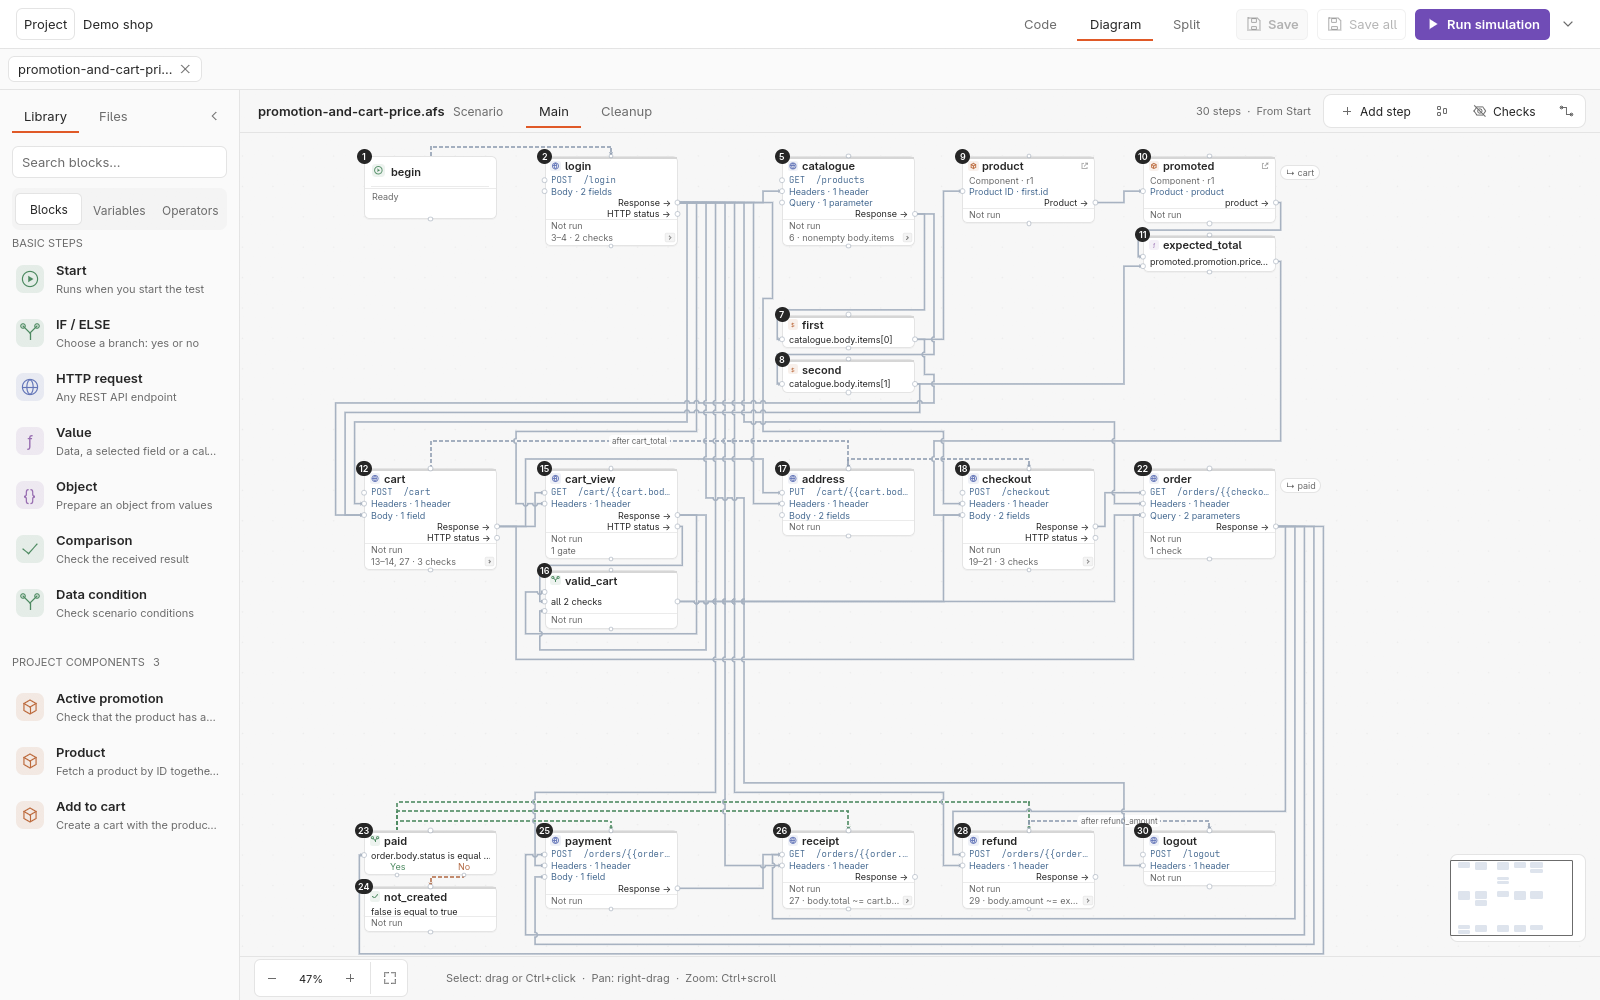 Project
Demo shop
Code
Diagram
Split
Save
Save all
Run simulation
promotion-and-cart-pri...
Library
Files
promotion-and-cart-price.afs
Scenario
Main
Cleanup
30 steps · From Start
Add step
Checks
Search blocks...
Blocks
Variables
Operators
BASIC STEPS
Start
Runs when you start the test
IF / ELSE
Choose a branch: yes or no
HTTP request
Any REST API endpoint
Value
Data, a selected field or a cal...
Object
Prepare an object from values
Comparison
Check the received result
Data condition
Check scenario conditions
PROJECT COMPONENTS 3
Active promotion
Check that the product has a...
Product
Fetch a product by ID togethe...
Add to cart
Create a cart with the produc...
1
begin
Ready
2
login
POST /login
Body · 2 fields
Response →
HTTP status →
Not run
3–4 · 2 checks
5
catalogue
GET /products
Headers · 1 header
Query · 1 parameter
Response →
Not run
6 · nonempty body.items
9
product
Component · r1
Product ID · first.id
Product →
Not run
10
promoted
Component · r1
Product · product
product →
Not run
↪ cart
11
expected_total
promoted.promotion.price...
7
first
catalogue.body.items[0]
8
second
catalogue.body.items[1]
after cart_total
12
cart
POST /cart
Headers · 1 header
Body · 1 field
Response →
HTTP status →
Not run
13–14, 27 · 3 checks
15
cart_view
GET /cart/{{cart.bod...
Headers · 1 header
Response →
HTTP status →
Not run
1 gate
16
valid_cart
all 2 checks
Not run
17
address
PUT /cart/{{cart.bod...
Headers · 1 header
Body · 2 fields
Not run
18
checkout
POST /checkout
Headers · 1 header
Body · 2 fields
Response →
HTTP status →
Not run
19–21 · 3 checks
22
order
GET /orders/{{checko...
Headers · 1 header
Query · 2 parameters
Response →
Not run
1 check
↪ paid
23
paid
order.body.status is equal ...
Yes
No
24
not_created
false is equal to true
Not run
25
payment
POST /orders/{{order...
Headers · 1 header
Body · 1 field
Response →
Not run
26
receipt
GET /orders/{{order...
Headers · 1 header
Response →
Not run
27 · body.total ~= cart.b...
28
refund
POST /orders/{{order...
Headers · 1 header
Response →
Not run
29 · body.amount ~= ex...
after refund_amount
30
logout
POST /logout
Headers · 1 header
Not run
47%
Select: drag or Ctrl+click · Pan: right-drag · Zoom: Ctrl+scroll